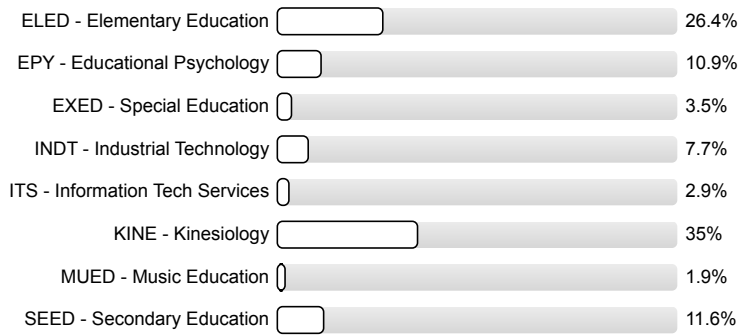 ELED - Elementary Education 26.4%
EPY - Educational Psychology 10.9%
EXED - Special Education 3.5%
INDT - Industrial Technology 7.7%
ITS - Information Tech Services 2.9%
KINE - Kinesiology 35%
MUED - Music Education 1.9%
SEED - Secondary Education 11.6%